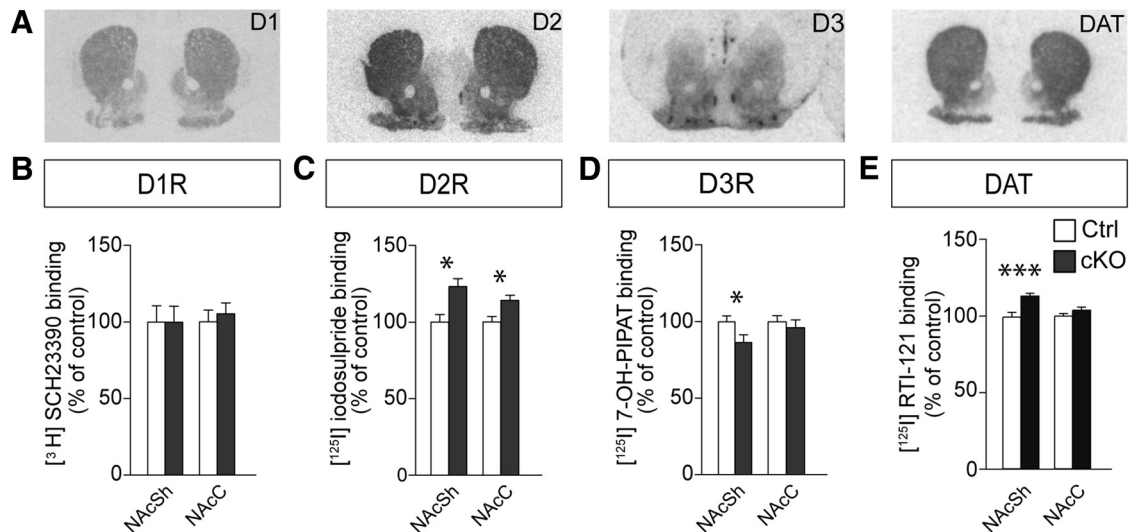 A
D1
D2
D3
DAT
B
D1R
C
D2R
D
D3R
E
DAT
[³H] SCH23390 binding
(% of control)
150
100
50
0
NAcSh
NAcC
[¹²⁵I] iodosulpride binding
(% of control)
150
100
50
0
*
*
NAcSh
NAcC
[¹²⁵I] 7-OH-PIPAT binding
(% of control)
150
100
50
0
*
NAcSh
NAcC
[¹²⁵I] RTI-121 binding
(% of control)
150
100
50
0
***
Ctrl
cKO
NAcSh
NAcC